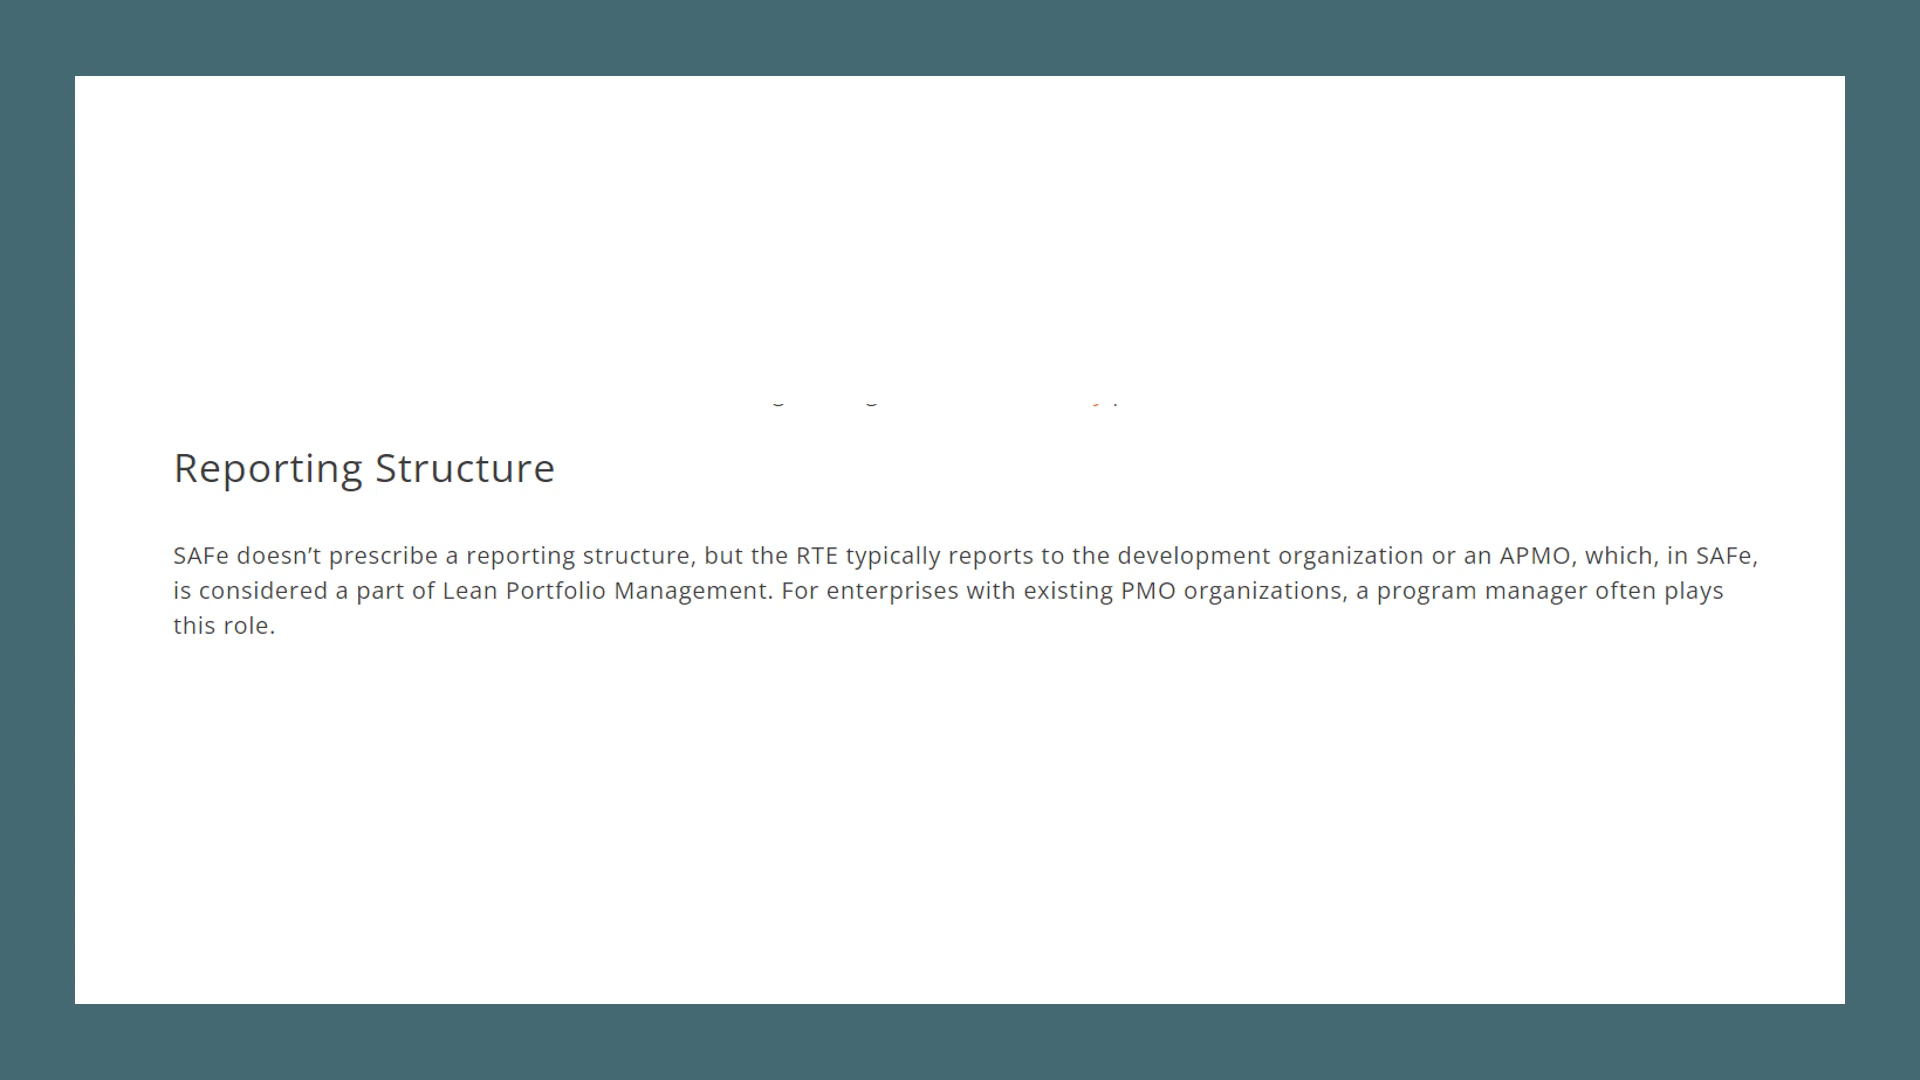 Reporting Structure
SAFe doesn’t prescribe a reporting structure, but the RTE typically reports to the development organization or an APMO, which, in SAFe,
is considered a part of Lean Portfolio Management. For enterprises with existing PMO organizations, a program manager often plays
this role.